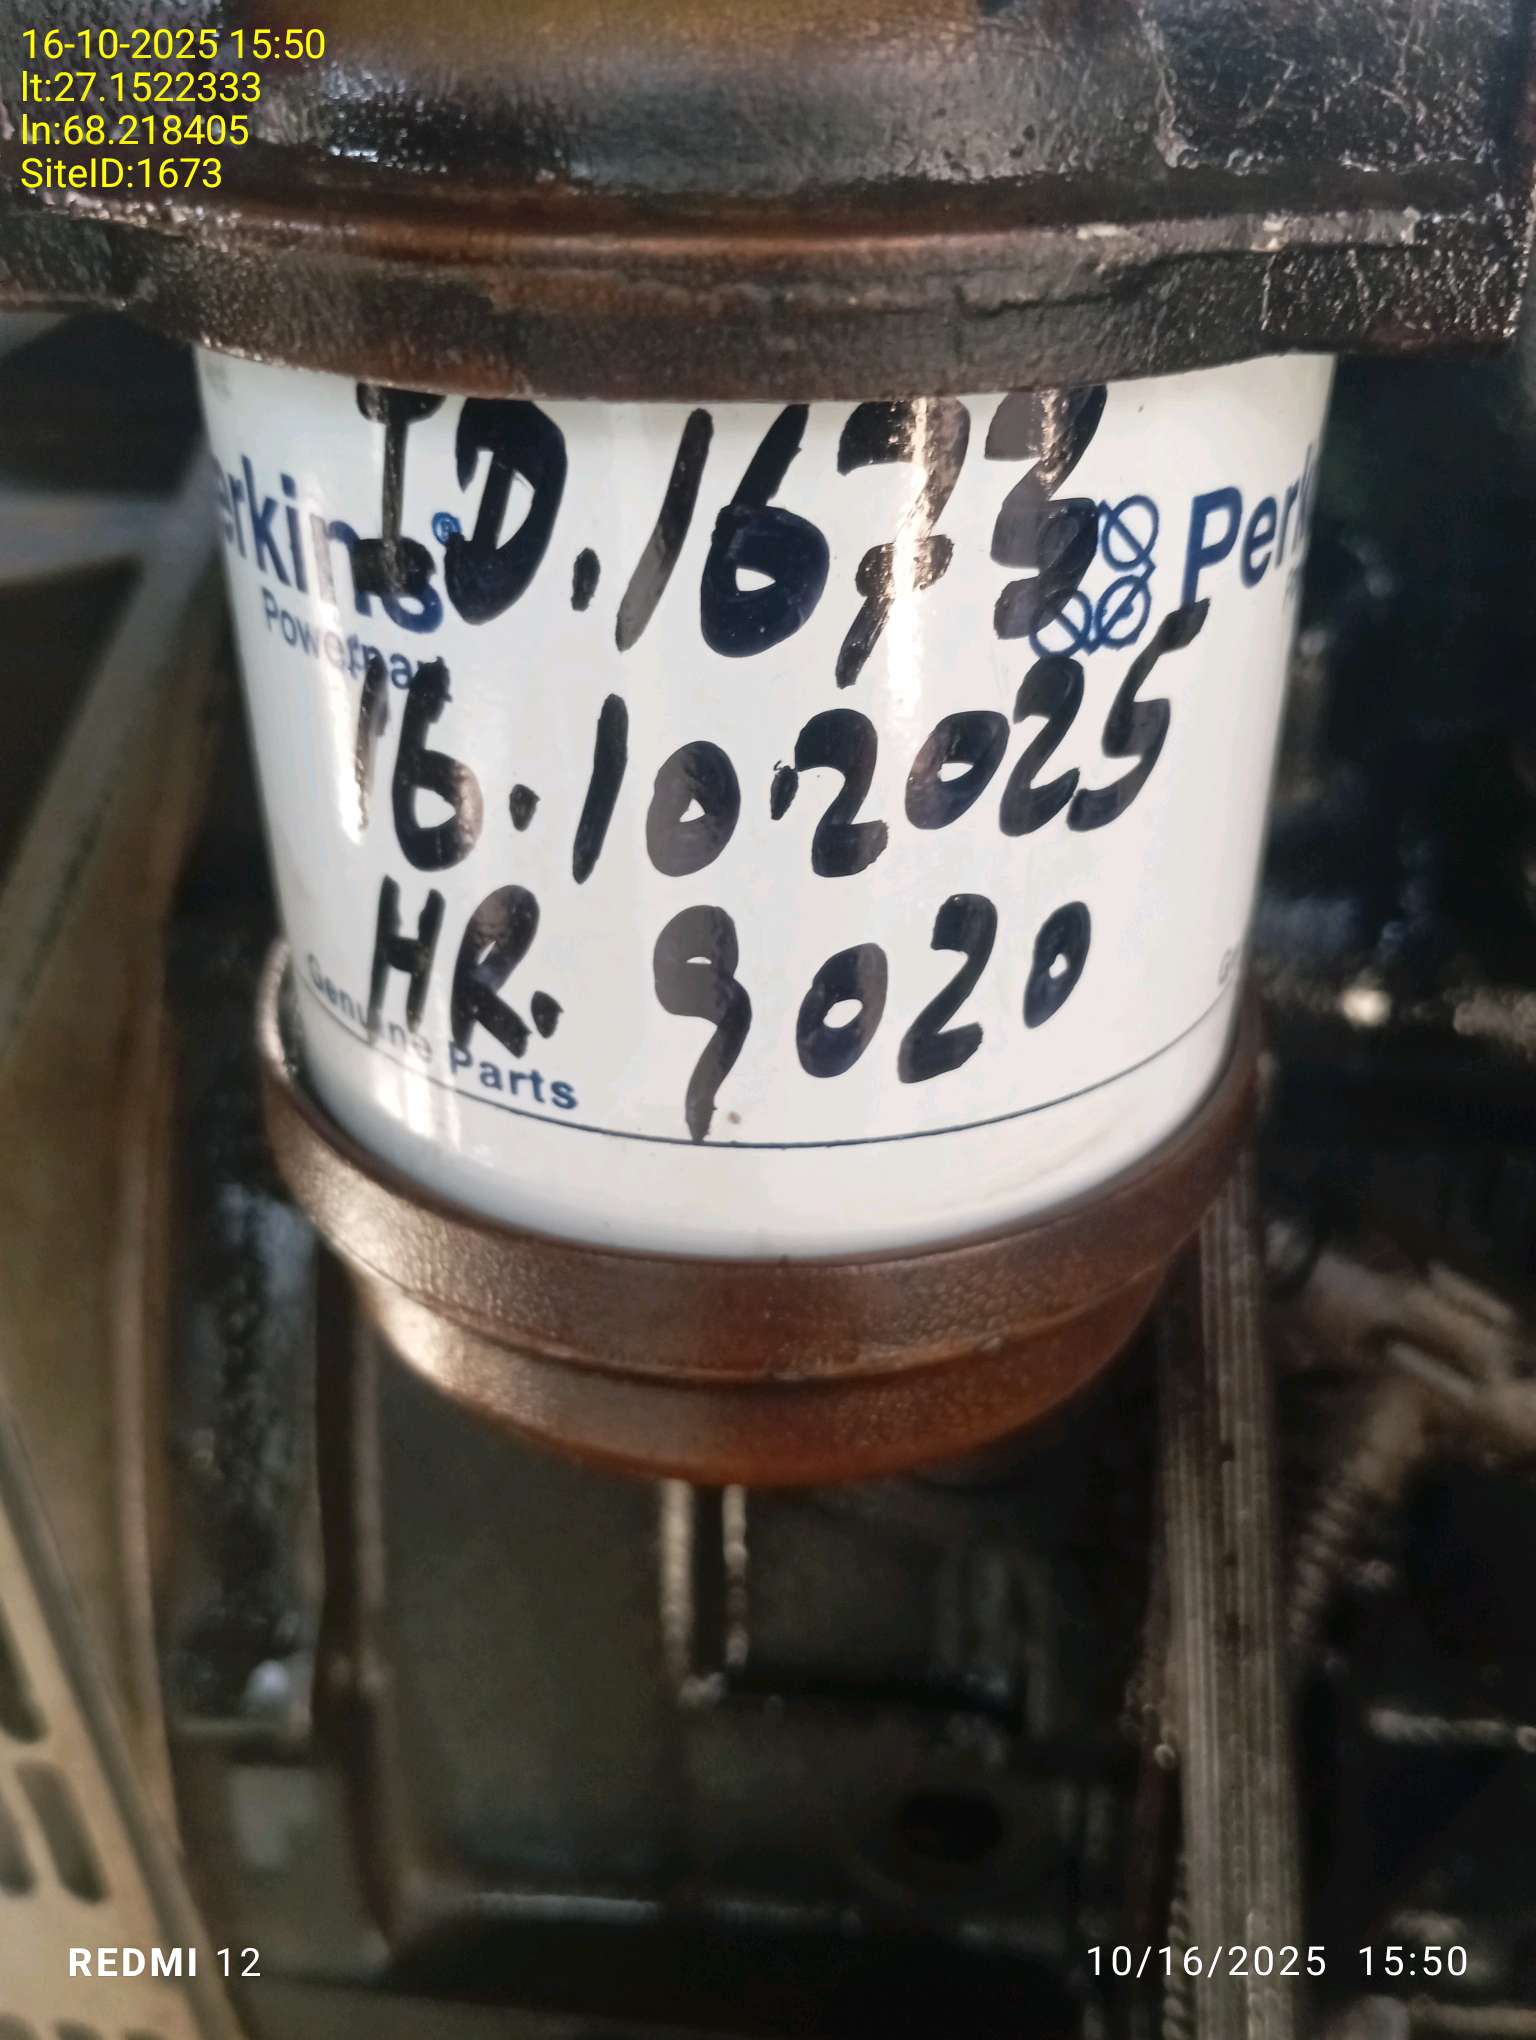 16-10-2025 15:50
lt:27.1522333
ln:68.218405
SiteID:1673
ID.1673
erkins®
Perk
Powerpart
16.10.2025
HR. 9020
Genuine Parts
REDMI 12
10/16/2025 15:50